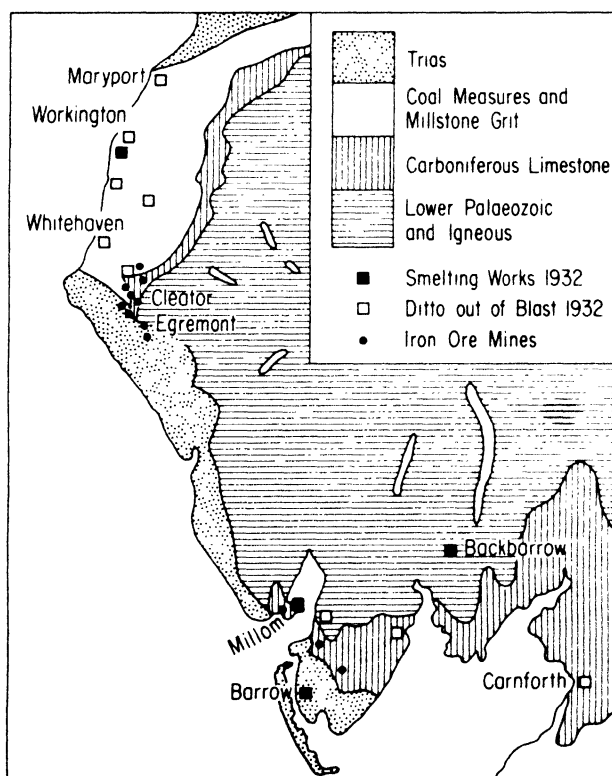 Maryport
Workington
Whitehaven
Cleator
Egremont
Trias
Coal Measures and
Millstone Grit
Carboniferous Limestone
Lower Palaeozoic
and Igneous
Smelting Works 1932
Ditto out of Blast 1932
Iron Ore Mines
Backbarrow
Millom
Barrow
Carnforth